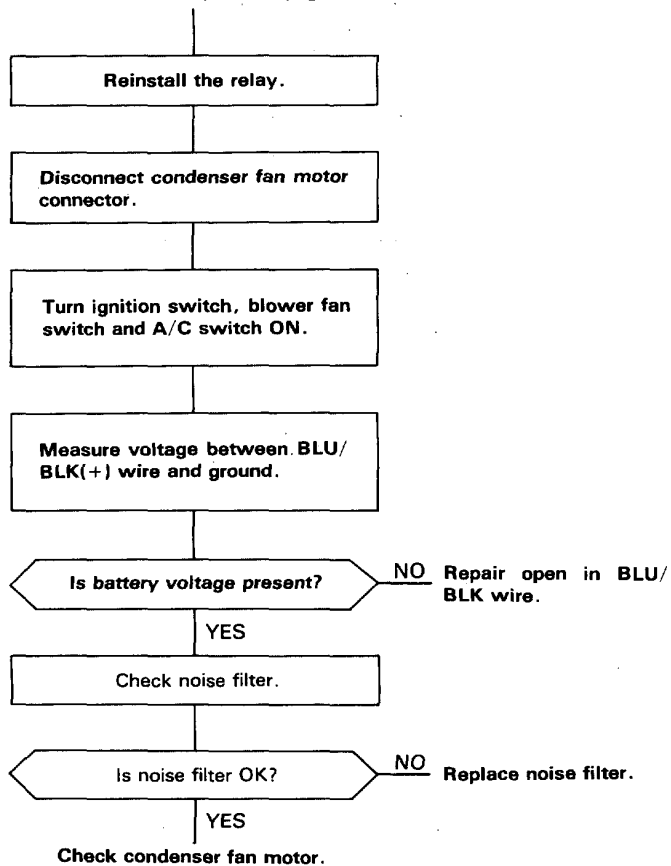 Reinstall the relay.
Disconnect condenser fan motor
connector.
Turn ignition switch, blower fan
switch and A/C switch ON.
Measure voltage between BLU/
BLK(+) wire and ground.
Is battery voltage present?
NO
Repair open in BLU/
BLK wire.
YES
Check noise filter.
Is noise filter OK?
NO
Replace noise filter.
YES
Check condenser fan motor.